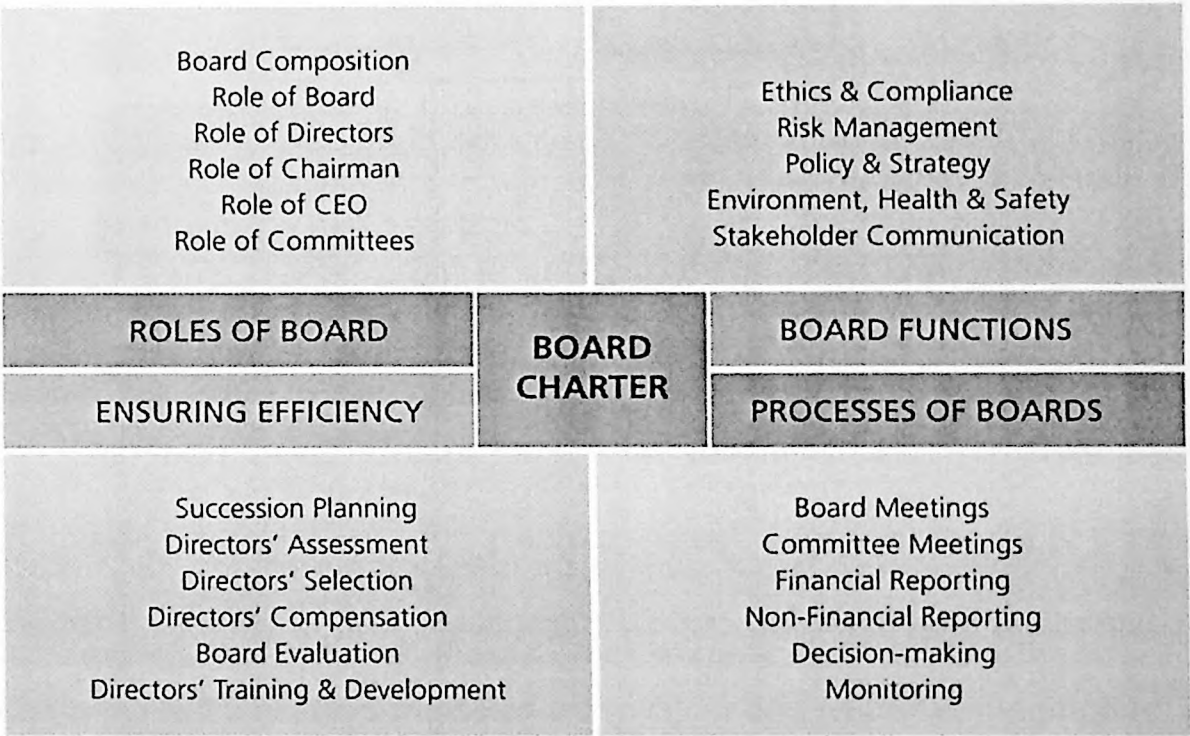 Board Composition
Role of Board
Role of Directors
Role of Chairman
Role of CEO
Role of Committees
Ethics & Compliance
Risk Management
Policy & Strategy
Environment, Health & Safety
Stakeholder Communication
ROLES OF BOARD
BOARD
CHARTER
BOARD FUNCTIONS
ENSURING EFFICIENCY
PROCESSES OF BOARDS
Succession Planning
Directors' Assessment
Directors' Selection
Directors' Compensation
Board Evaluation
Directors' Training & Development
Board Meetings
Committee Meetings
Financial Reporting
Non-Financial Reporting
Decision-making
Monitoring